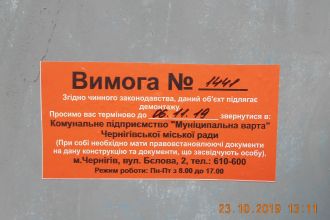 Вимога № 1441
Згідно чинного законодавства, даний об'єкт підлягає
демонтажу.
Просимо вас терміново до 06.11.19 звернутися в:
Комунальне підприємство "Муніципальна варта"
Чернігівської міської ради
(При собі необхідно мати правовстановлюючі документи
на дану конструкцію та документи, що засвідчують особу).
м.Чернігів, вул. Бєлова, 2, тел.: 610-600
Режим роботи: Пн-Пт з 8.00 до 17.00
23.10.2019 13:11